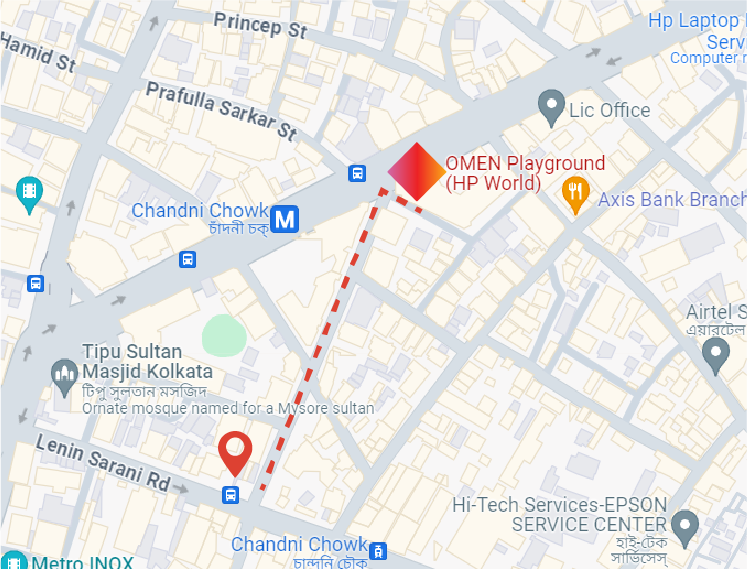 Princep St
Hamid St
Prafulla Sarkar St
Hp Laptop
Computer
Lic Office
OMEN Playground
(HP World)
Axis Bank Branch
Chandni Chowk
চাঁদনী চক্
M
Airtel S
এয়ারটেল
Tipu Sultan
Masjid Kolkata
টিপু সুলতান মসজিদ
Ornate mosque named for a Mysore sultan
Lenin Sarani Rd
Hi-Tech Services-EPSON
SERVICE CENTER
হাই-টেক
সার্ভিসেস্
Chandni Chowk
চান্দনি চৌক
Metro INOX